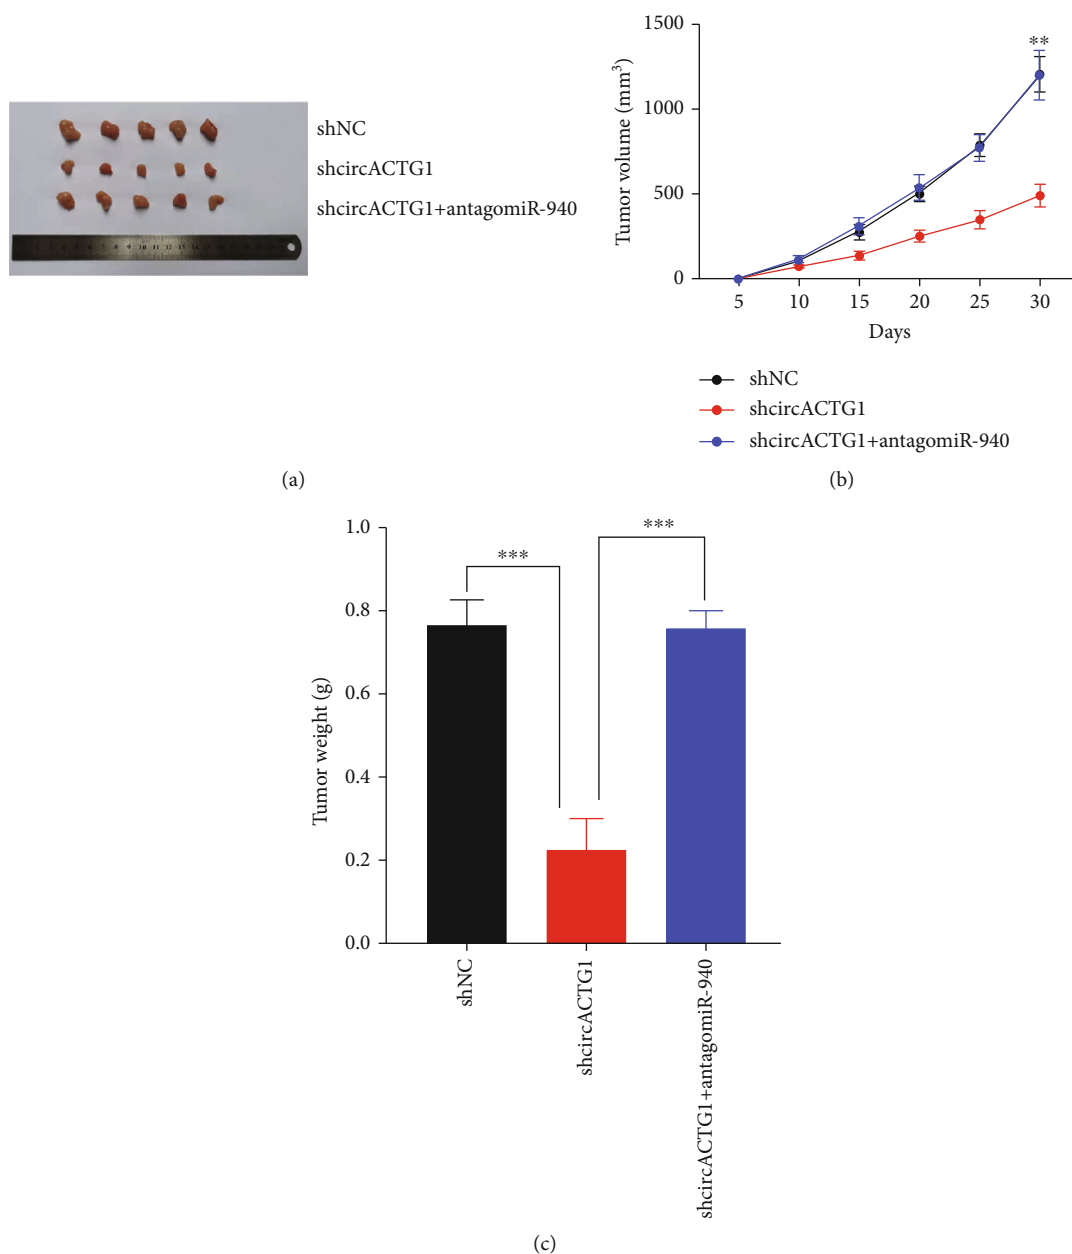 shNC
shcircACTG1
shcircACTG1+antagomiR-940
(a)
1500
1000
500
0
Tumor volume (mm³)
**
5 10 15 20 25 30
Days
shNC
shcircACTG1
shcircACTG1+antagomiR-940
(b)
1.0
0.8
0.6
0.4
0.2
0.0
Tumor weight (g)
***
***
shNC
shcircACTG1
shcircACTG1+antagomiR-940
(c)